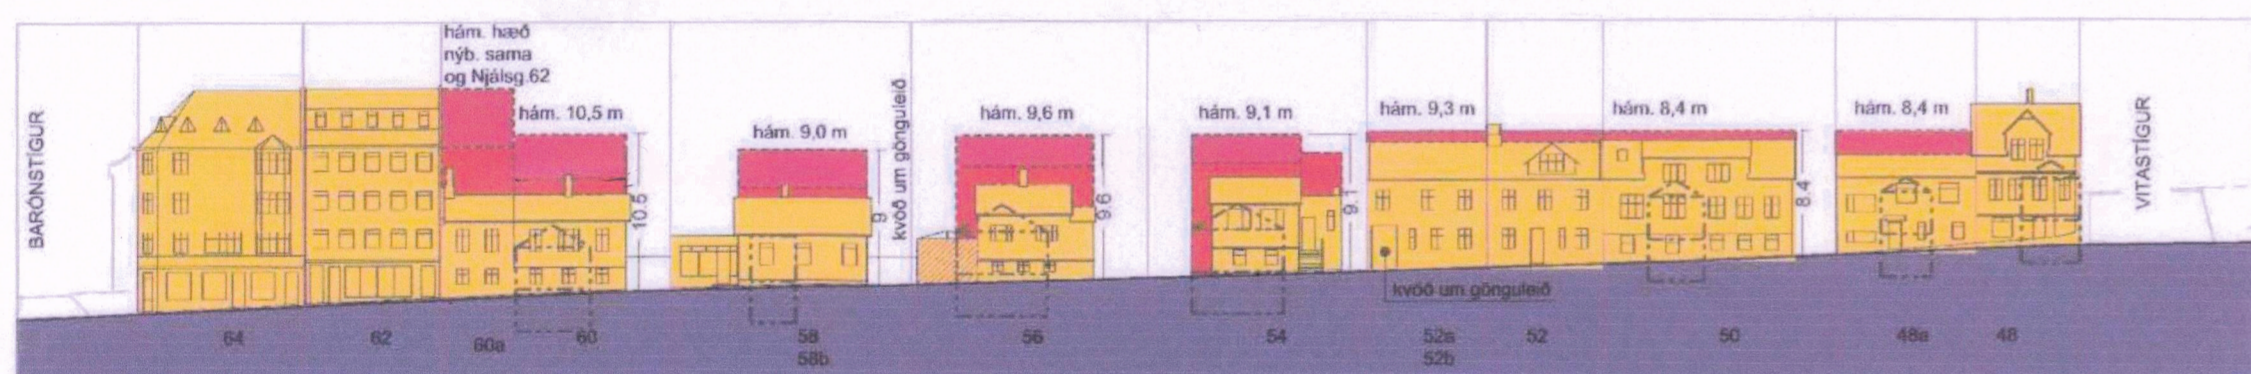 hám. hæð
nýb. sama
og Njálsg.62
BARÓNSTÍGUR
hám. 10,5 m
10.5
hám. 9,0 m
9
kvöð um gönguleið
hám. 9,6 m
9.6
hám. 9,1 m
9.1
hám. 9,3 m
hám. 8,4 m
8.4
hám. 8,4 m
VITASTÍGUR
kvöð um gönguleið
64
62
60a
60
58
58b
56
54
52a
52b
52
50
48a
48